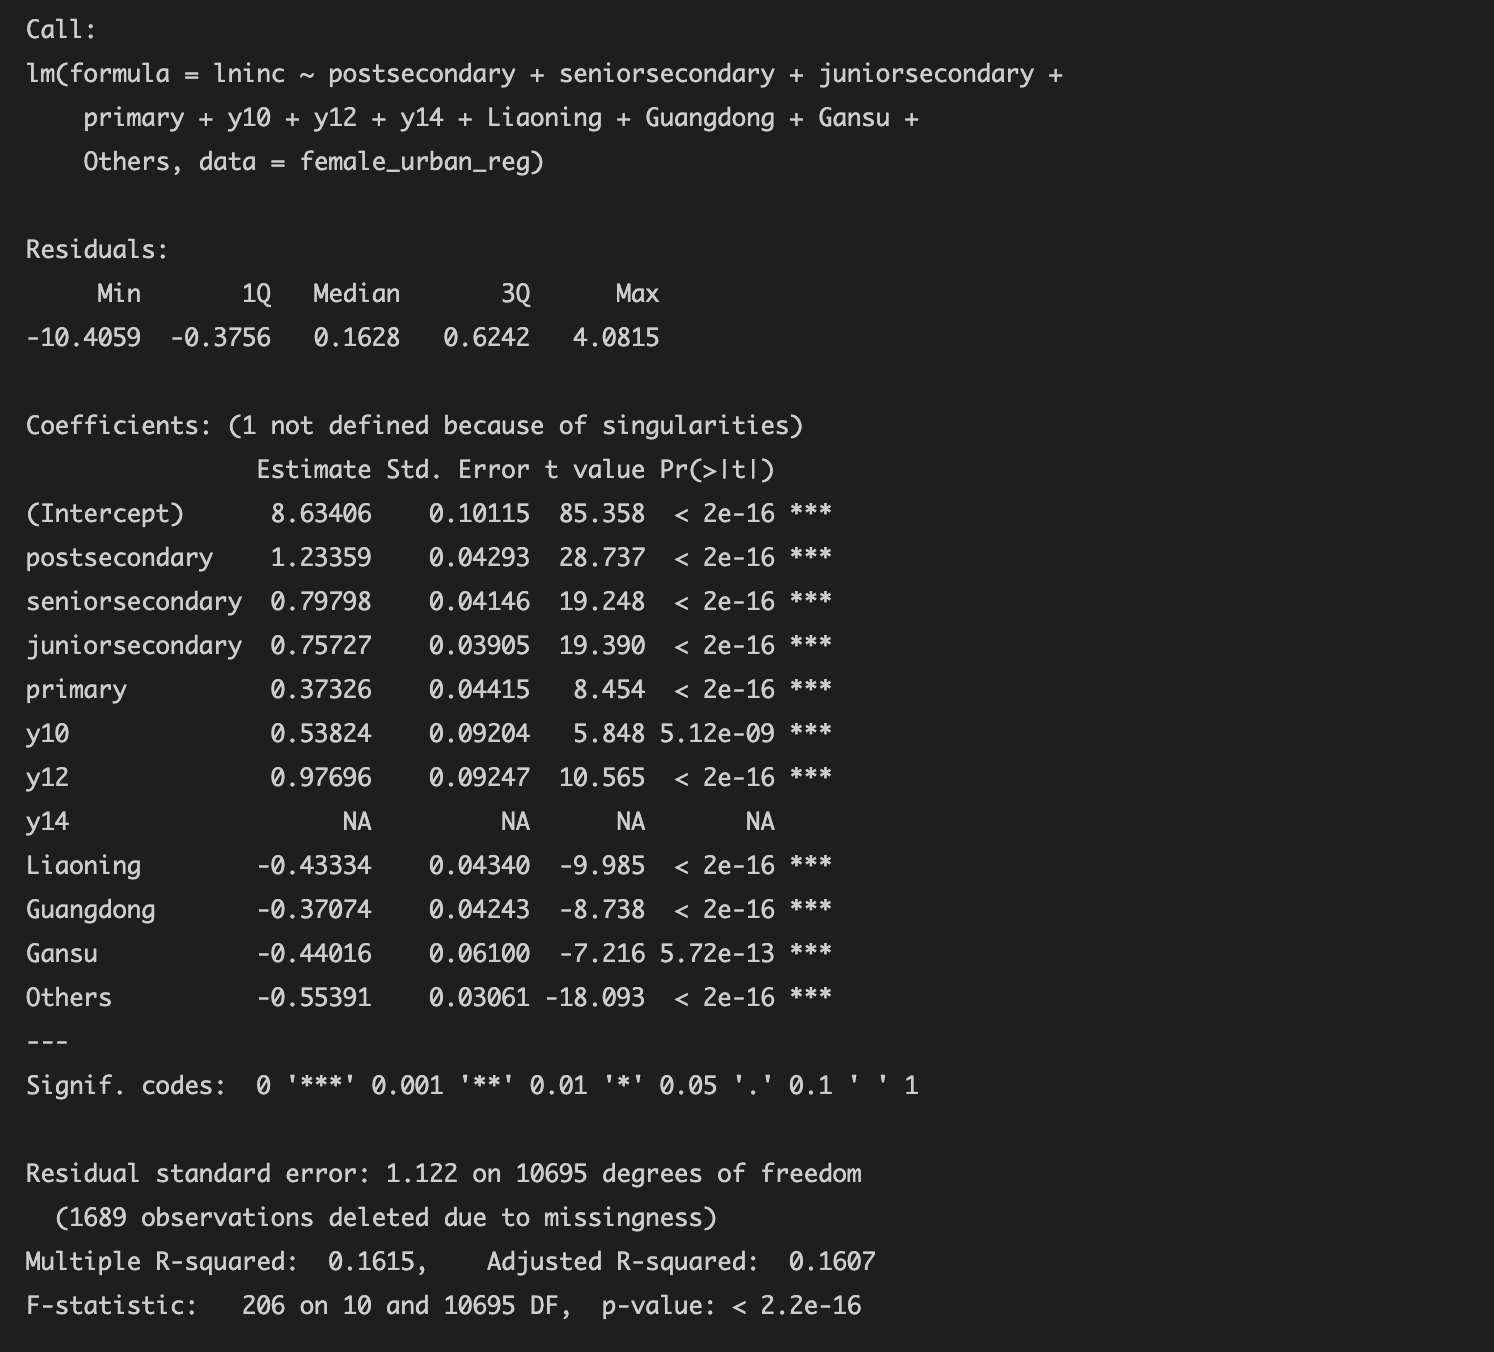 Call:
lm(formula = lninc ~ postsecondary + seniorsecondary + juniorsecondary +
    primary + y10 + y12 + y14 + Liaoning + Guangdong + Gansu +
    Others, data = female_urban_reg)

Residuals:
     Min       1Q   Median       3Q      Max
-10.4059  -0.3756   0.1628   0.6242   4.0815

Coefficients: (1 not defined because of singularities)
                Estimate Std. Error t value Pr(>|t|)
(Intercept)      8.63406    0.10115  85.358  < 2e-16 ***
postsecondary    1.23359    0.04293  28.737  < 2e-16 ***
seniorsecondary  0.79798    0.04146  19.248  < 2e-16 ***
juniorsecondary  0.75727    0.03905  19.390  < 2e-16 ***
primary          0.37326    0.04415   8.454  < 2e-16 ***
y10              0.53824    0.09204   5.848 5.12e-09 ***
y12              0.97696    0.09247  10.565  < 2e-16 ***
y14                   NA         NA      NA       NA
Liaoning        -0.43334    0.04340  -9.985  < 2e-16 ***
Guangdong       -0.37074    0.04243  -8.738  < 2e-16 ***
Gansu           -0.44016    0.06100  -7.216 5.72e-13 ***
Others          -0.55391    0.03061 -18.093  < 2e-16 ***
---
Signif. codes:  0 '***' 0.001 '**' 0.01 '*' 0.05 '.' 0.1 ' ' 1

Residual standard error: 1.122 on 10695 degrees of freedom
  (1689 observations deleted due to missingness)
Multiple R-squared:  0.1615,    Adjusted R-squared:  0.1607
F-statistic:   206 on 10 and 10695 DF,  p-value: < 2.2e-16